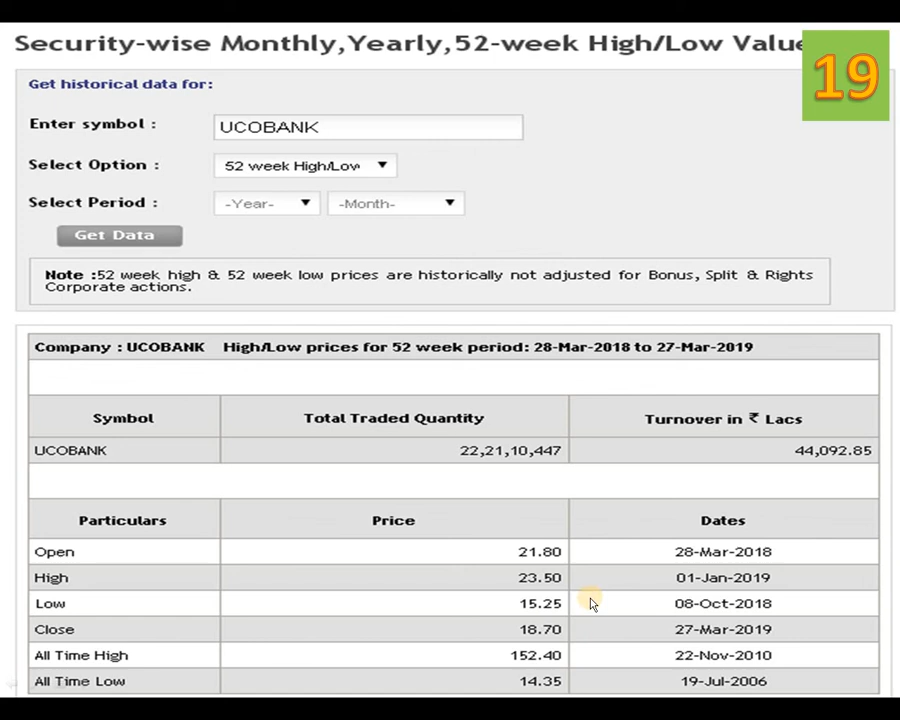 Security-wise Monthly,Yearly,52-week High/Low Value
19
Get historical data for:
Enter symbol : UCOBANK
Select Option : 52 week High/Low
Select Period : -Year- -Month-
Get Data
Note :52 week high & 52 week low prices are historically not adjusted for Bonus, Split & Rights
Corporate actions.
Company : UCOBANK High/Low prices for 52 week period: 28-Mar-2018 to 27-Mar-2019
Symbol Total Traded Quantity Turnover in ₹ Lacs
UCOBANK 22,21,10,447 44,092.85
Particulars Price Dates
Open 21.80 28-Mar-2018
High 23.50 01-Jan-2019
Low 15.25 08-Oct-2018
Close 18.70 27-Mar-2019
All Time High 152.40 22-Nov-2010
All Time Low 14.35 19-Jul-2006